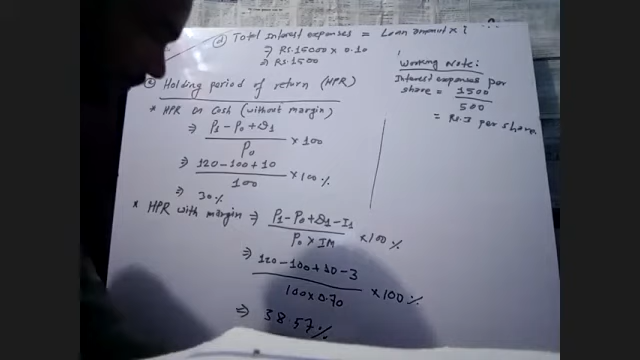 (d) Total Interest expenses = Loan amount × i
⇒ Rs.15000 × 0.10
⇒ Rs.1500
(e) Holding period of return (HPR)
* HPR on Cash (without margin)
⇒ P1 - P0 + D1 / P0 × 100
⇒ 120 - 100 + 10 / 100 × 100%
⇒ 30%
* HPR with margin ⇒ P1 - P0 + D1 - I1 / P0 × IM × 100%
⇒ 120 - 100 + 10 - 3 / 100 × 0.70 × 100%
⇒ 38.57%
Working Note:
Interest expenses per
share = 1500 / 500
= Rs.3 per share